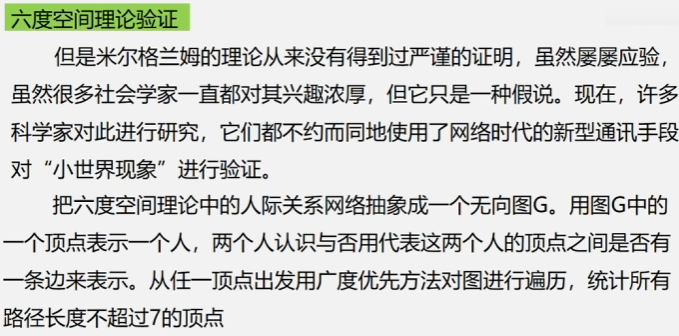 六度空间理论验证
但是米尔格兰姆的理论从来没有得到过严谨的证明，虽然屡屡应验，
虽然很多社会学家一直都对其兴趣浓厚，但它只是一种假说。现在，许多
科学家对此进行研究，它们都不约而同地使用了网络时代的新型通讯手段
对“小世界现象”进行验证。
把六度空间理论中的人际关系网络抽象成一个无向图G。用图G中的
一个顶点表示一个人，两个人认识与否用代表这两个人的顶点之间是否有
一条边来表示。从任一顶点出发用广度优先方法对图进行遍历，统计所有
路径长度不超过7的顶点